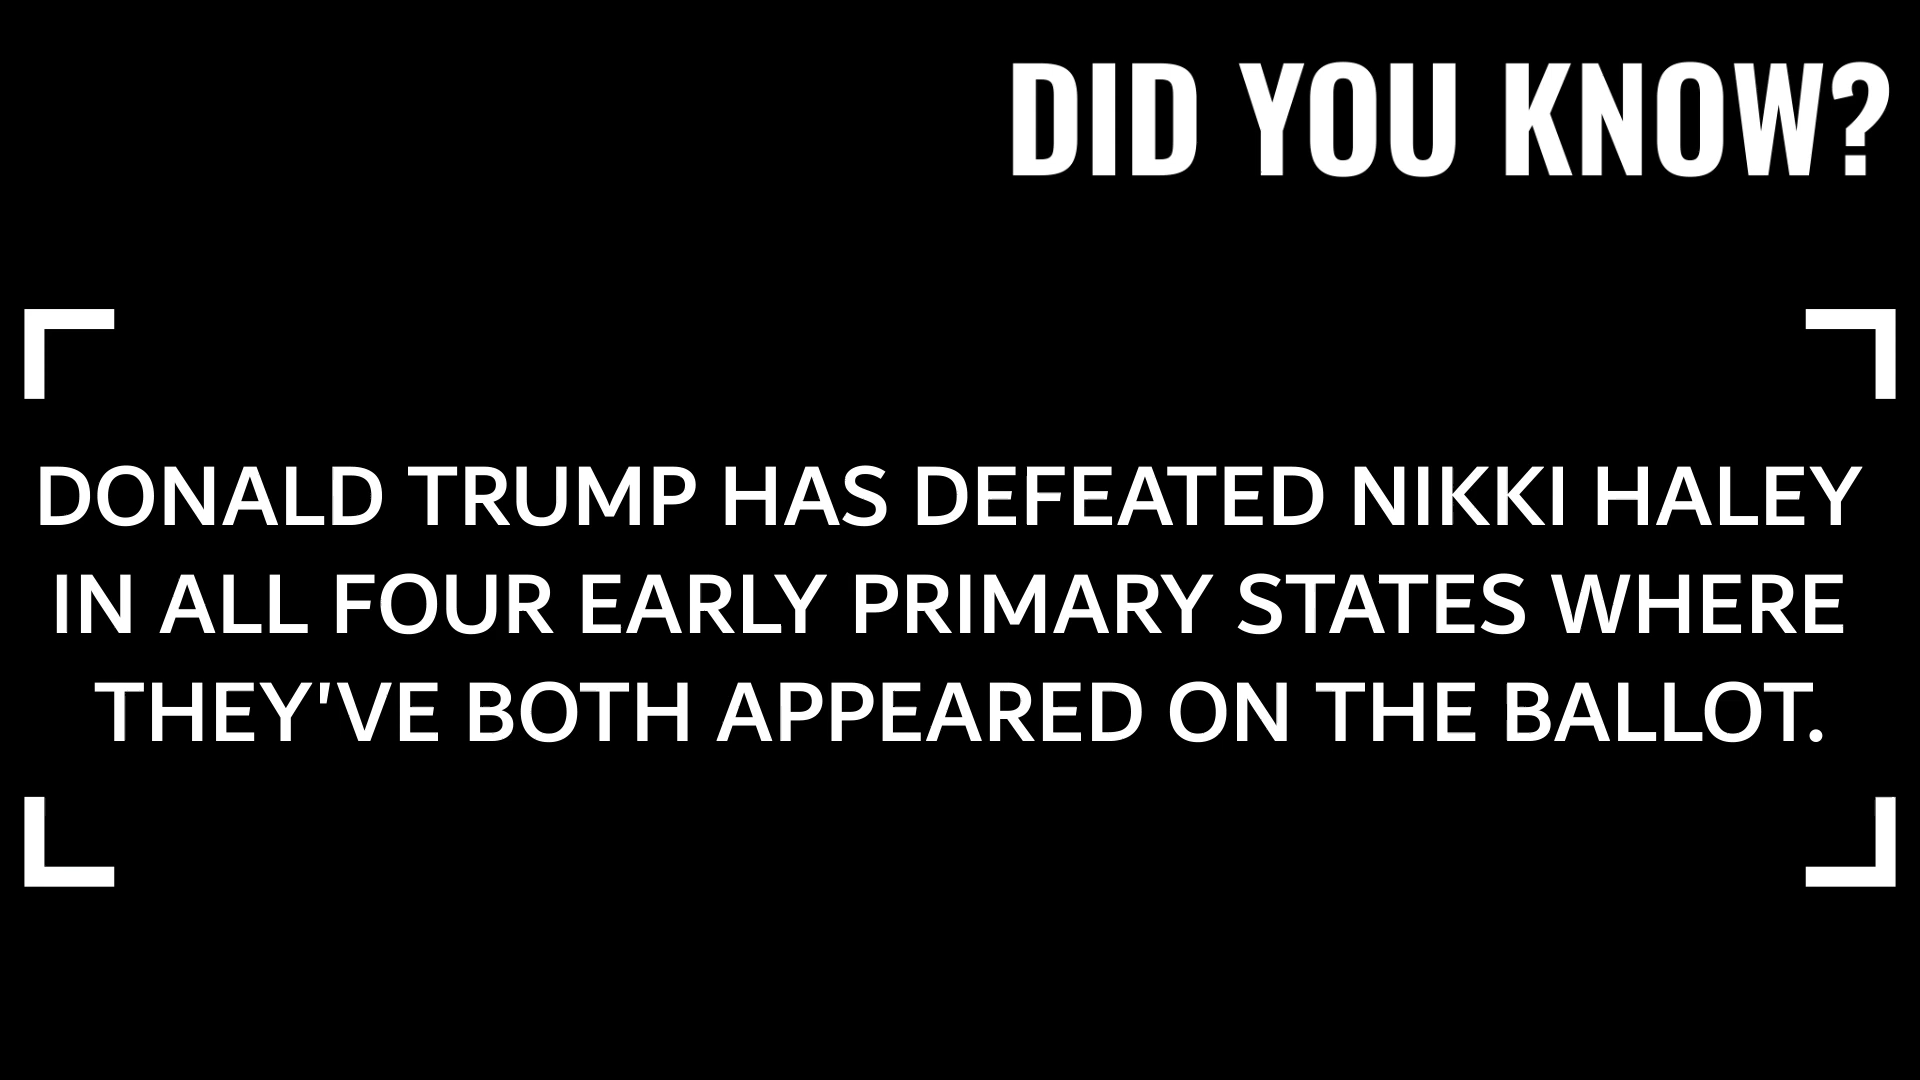 DID YOU KNOW?
DONALD TRUMP HAS DEFEATED NIKKI HALEY
IN ALL FOUR EARLY PRIMARY STATES WHERE
THEY'VE BOTH APPEARED ON THE BALLOT.